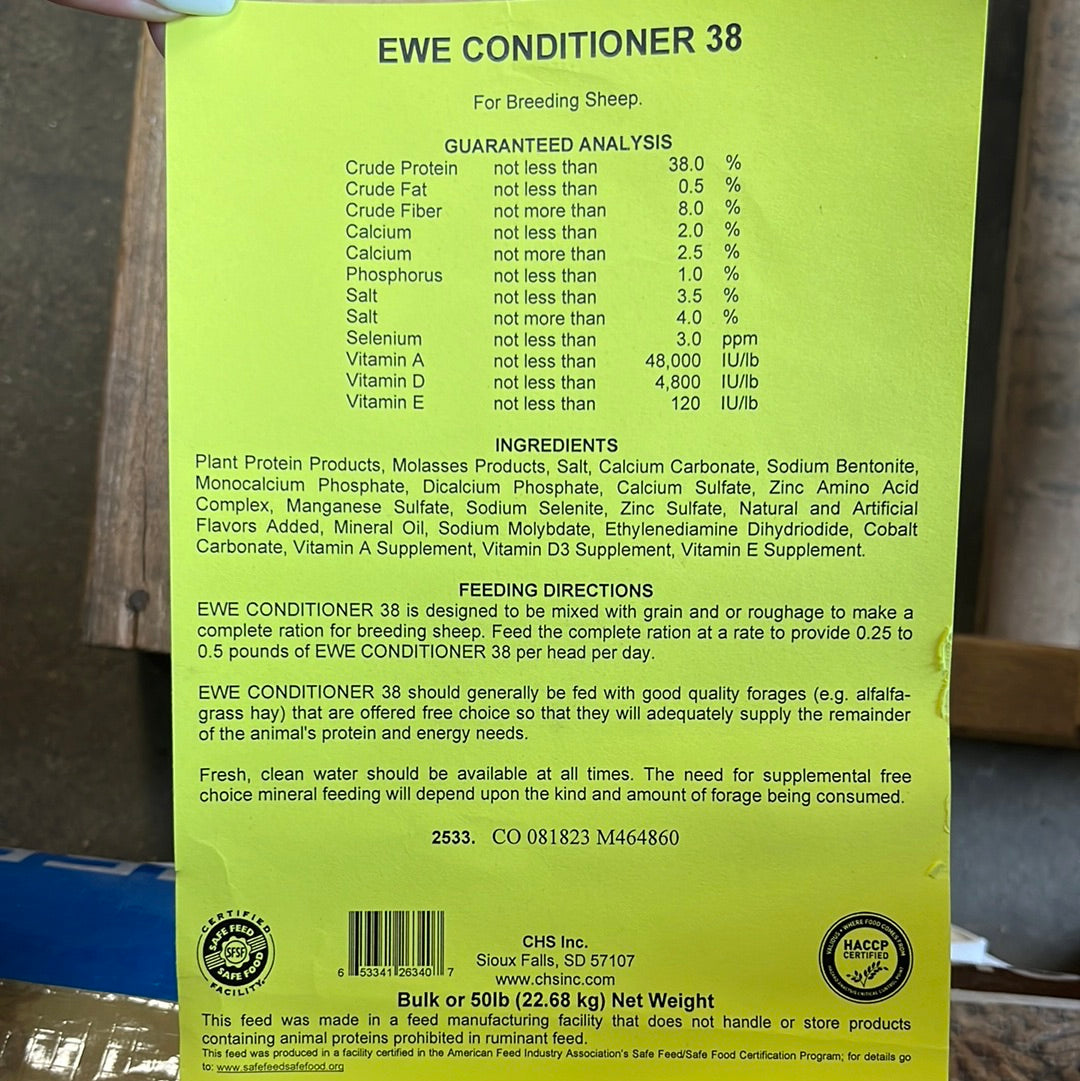 EWE CONDITIONER 38
For Breeding Sheep.
GUARANTEED ANALYSIS
Crude Protein not less than 38.0 %
Crude Fat not less than 0.5 %
Crude Fiber not more than 8.0 %
Calcium not less than 2.0 %
Calcium not more than 2.5 %
Phosphorus not less than 1.0 %
Salt not less than 3.5 %
Salt not more than 4.0 %
Selenium not less than 3.0 ppm
Vitamin A not less than 48,000 IU/lb
Vitamin D not less than 4,800 IU/lb
Vitamin E not less than 120 IU/lb
INGREDIENTS
Plant Protein Products, Molasses Products, Salt, Calcium Carbonate, Sodium Bentonite,
Monocalcium Phosphate, Dicalcium Phosphate, Calcium Sulfate, Zinc Amino Acid
Complex, Manganese Sulfate, Sodium Selenite, Zinc Sulfate, Natural and Artificial
Flavors Added, Mineral Oil, Sodium Molybdate, Ethylenediamine Dihydriodide, Cobalt
Carbonate, Vitamin A Supplement, Vitamin D3 Supplement, Vitamin E Supplement.
FEEDING DIRECTIONS
EWE CONDITIONER 38 is designed to be mixed with grain and or roughage to make a
complete ration for breeding sheep. Feed the complete ration at a rate to provide 0.25 to
0.5 pounds of EWE CONDITIONER 38 per head per day.
EWE CONDITIONER 38 should generally be fed with good quality forages (e.g. alfalfa-
grass hay) that are offered free choice so that they will adequately supply the remainder
of the animal's protein and energy needs.
Fresh, clean water should be available at all times. The need for supplemental free
choice mineral feeding will depend upon the kind and amount of forage being consumed.
2533. CO 081823 M464860
CERTIFIED
SAFE FEED
SFSF
SAFE FOOD
FACILITY
6 53341 26340 7
CHS Inc.
Sioux Falls, SD 57107
www.chsinc.com
WHERE FOOD COMES FROM
HACCP
CERTIFIED
Bulk or 50lb (22.68 kg) Net Weight
This feed was made in a feed manufacturing facility that does not handle or store products
containing animal proteins prohibited in ruminant feed.
This feed was produced in a facility certified in the American Feed Industry Association's Safe Feed/Safe Food Certification Program; for details go
to: www.safefeedsafefood.org